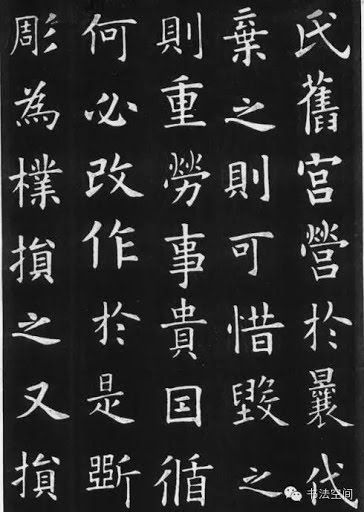 氏舊宮營於曩代
棄之則可惜毀之
則重勞事貴因循
何必改作於是斲
彫為樸損之又損
书法空间